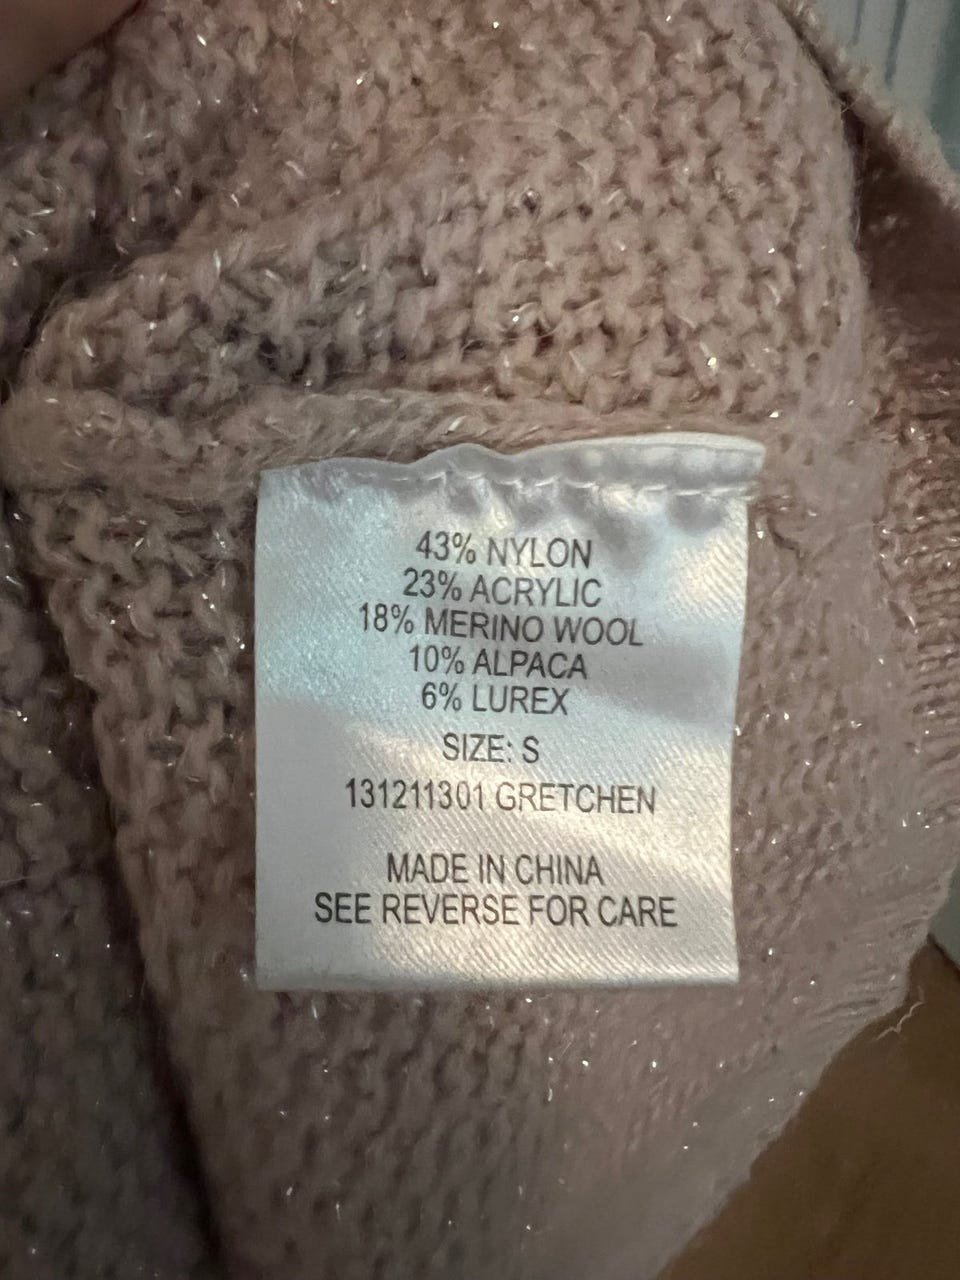 43% NYLON
23% ACRYLIC
18% MERINO WOOL
10% ALPACA
6% LUREX
SIZE: S
131211301 GRETCHEN
MADE IN CHINA
SEE REVERSE FOR CARE